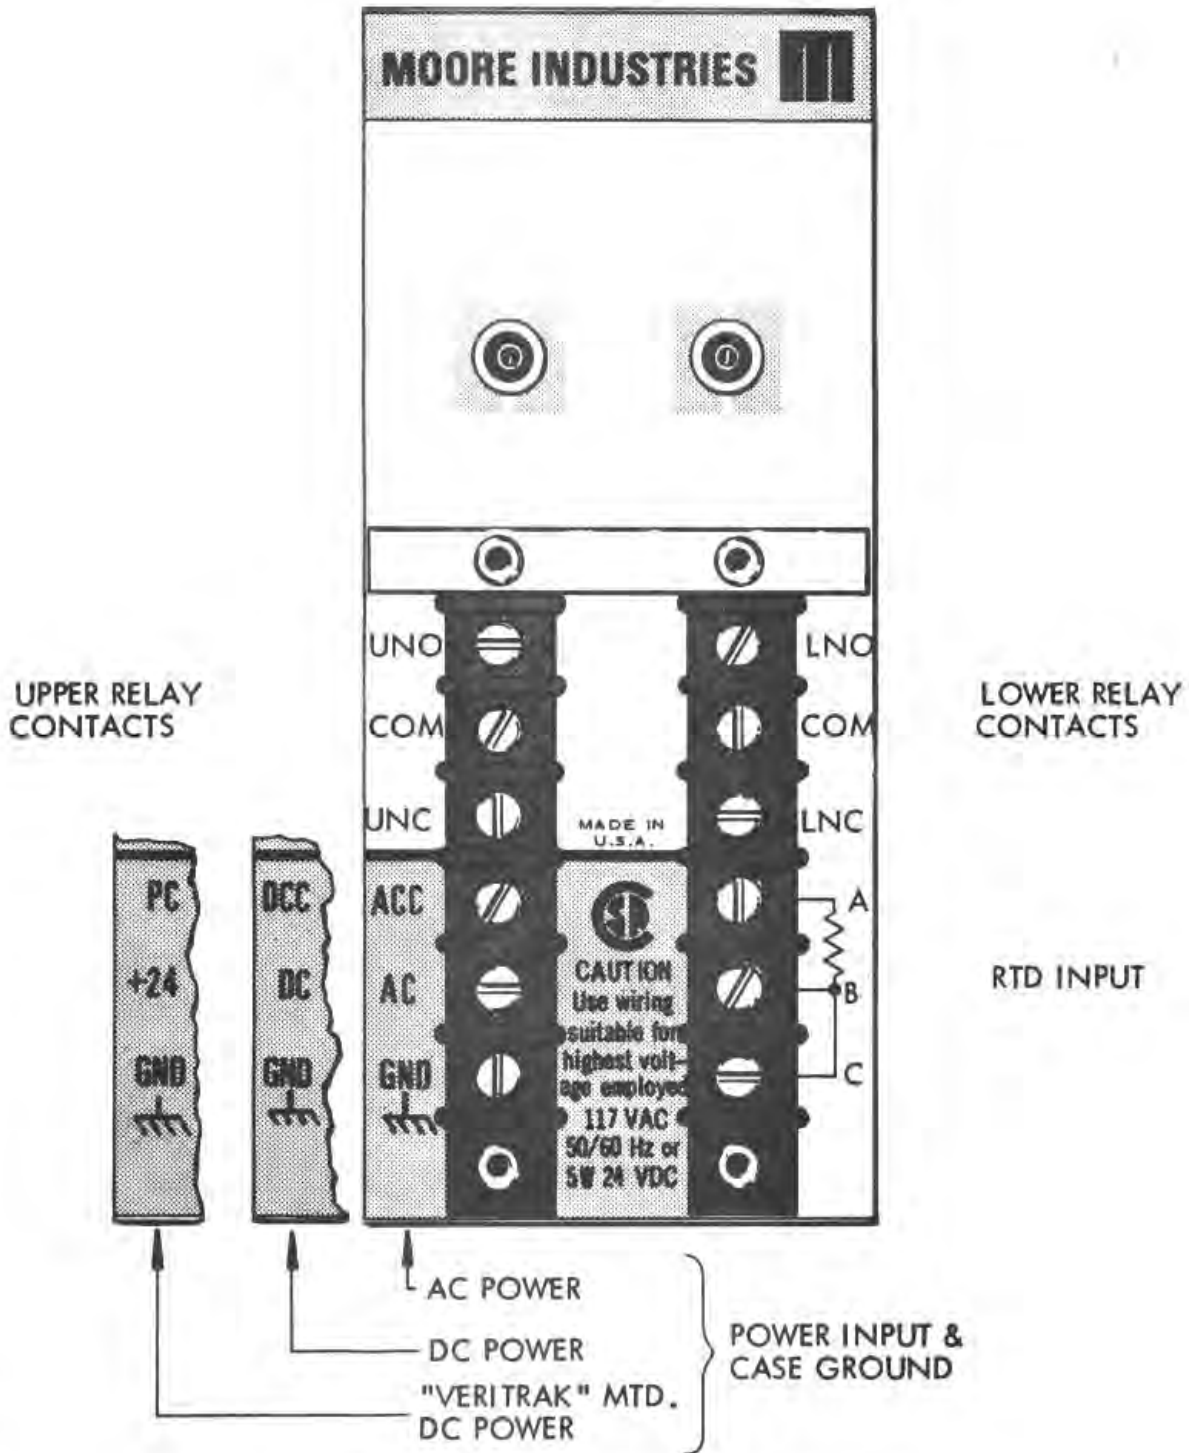 MOORE INDUSTRIES
UNO
LNO
UPPER RELAY
CONTACTS
COM
COM
LOWER RELAY
CONTACTS
UNC
MADE IN
U.S.A.
LNC
PC
DCC
ACC
A
+24
DC
AC
B
RTD INPUT
GND
GND
GND
C
CAUTION
Use wiring
suitable for
highest volt-
age employed
117 VAC
50/60 Hz or
5W 24 VDC
AC POWER
DC POWER
"VERITRAK" MTD.
DC POWER
POWER INPUT &
CASE GROUND